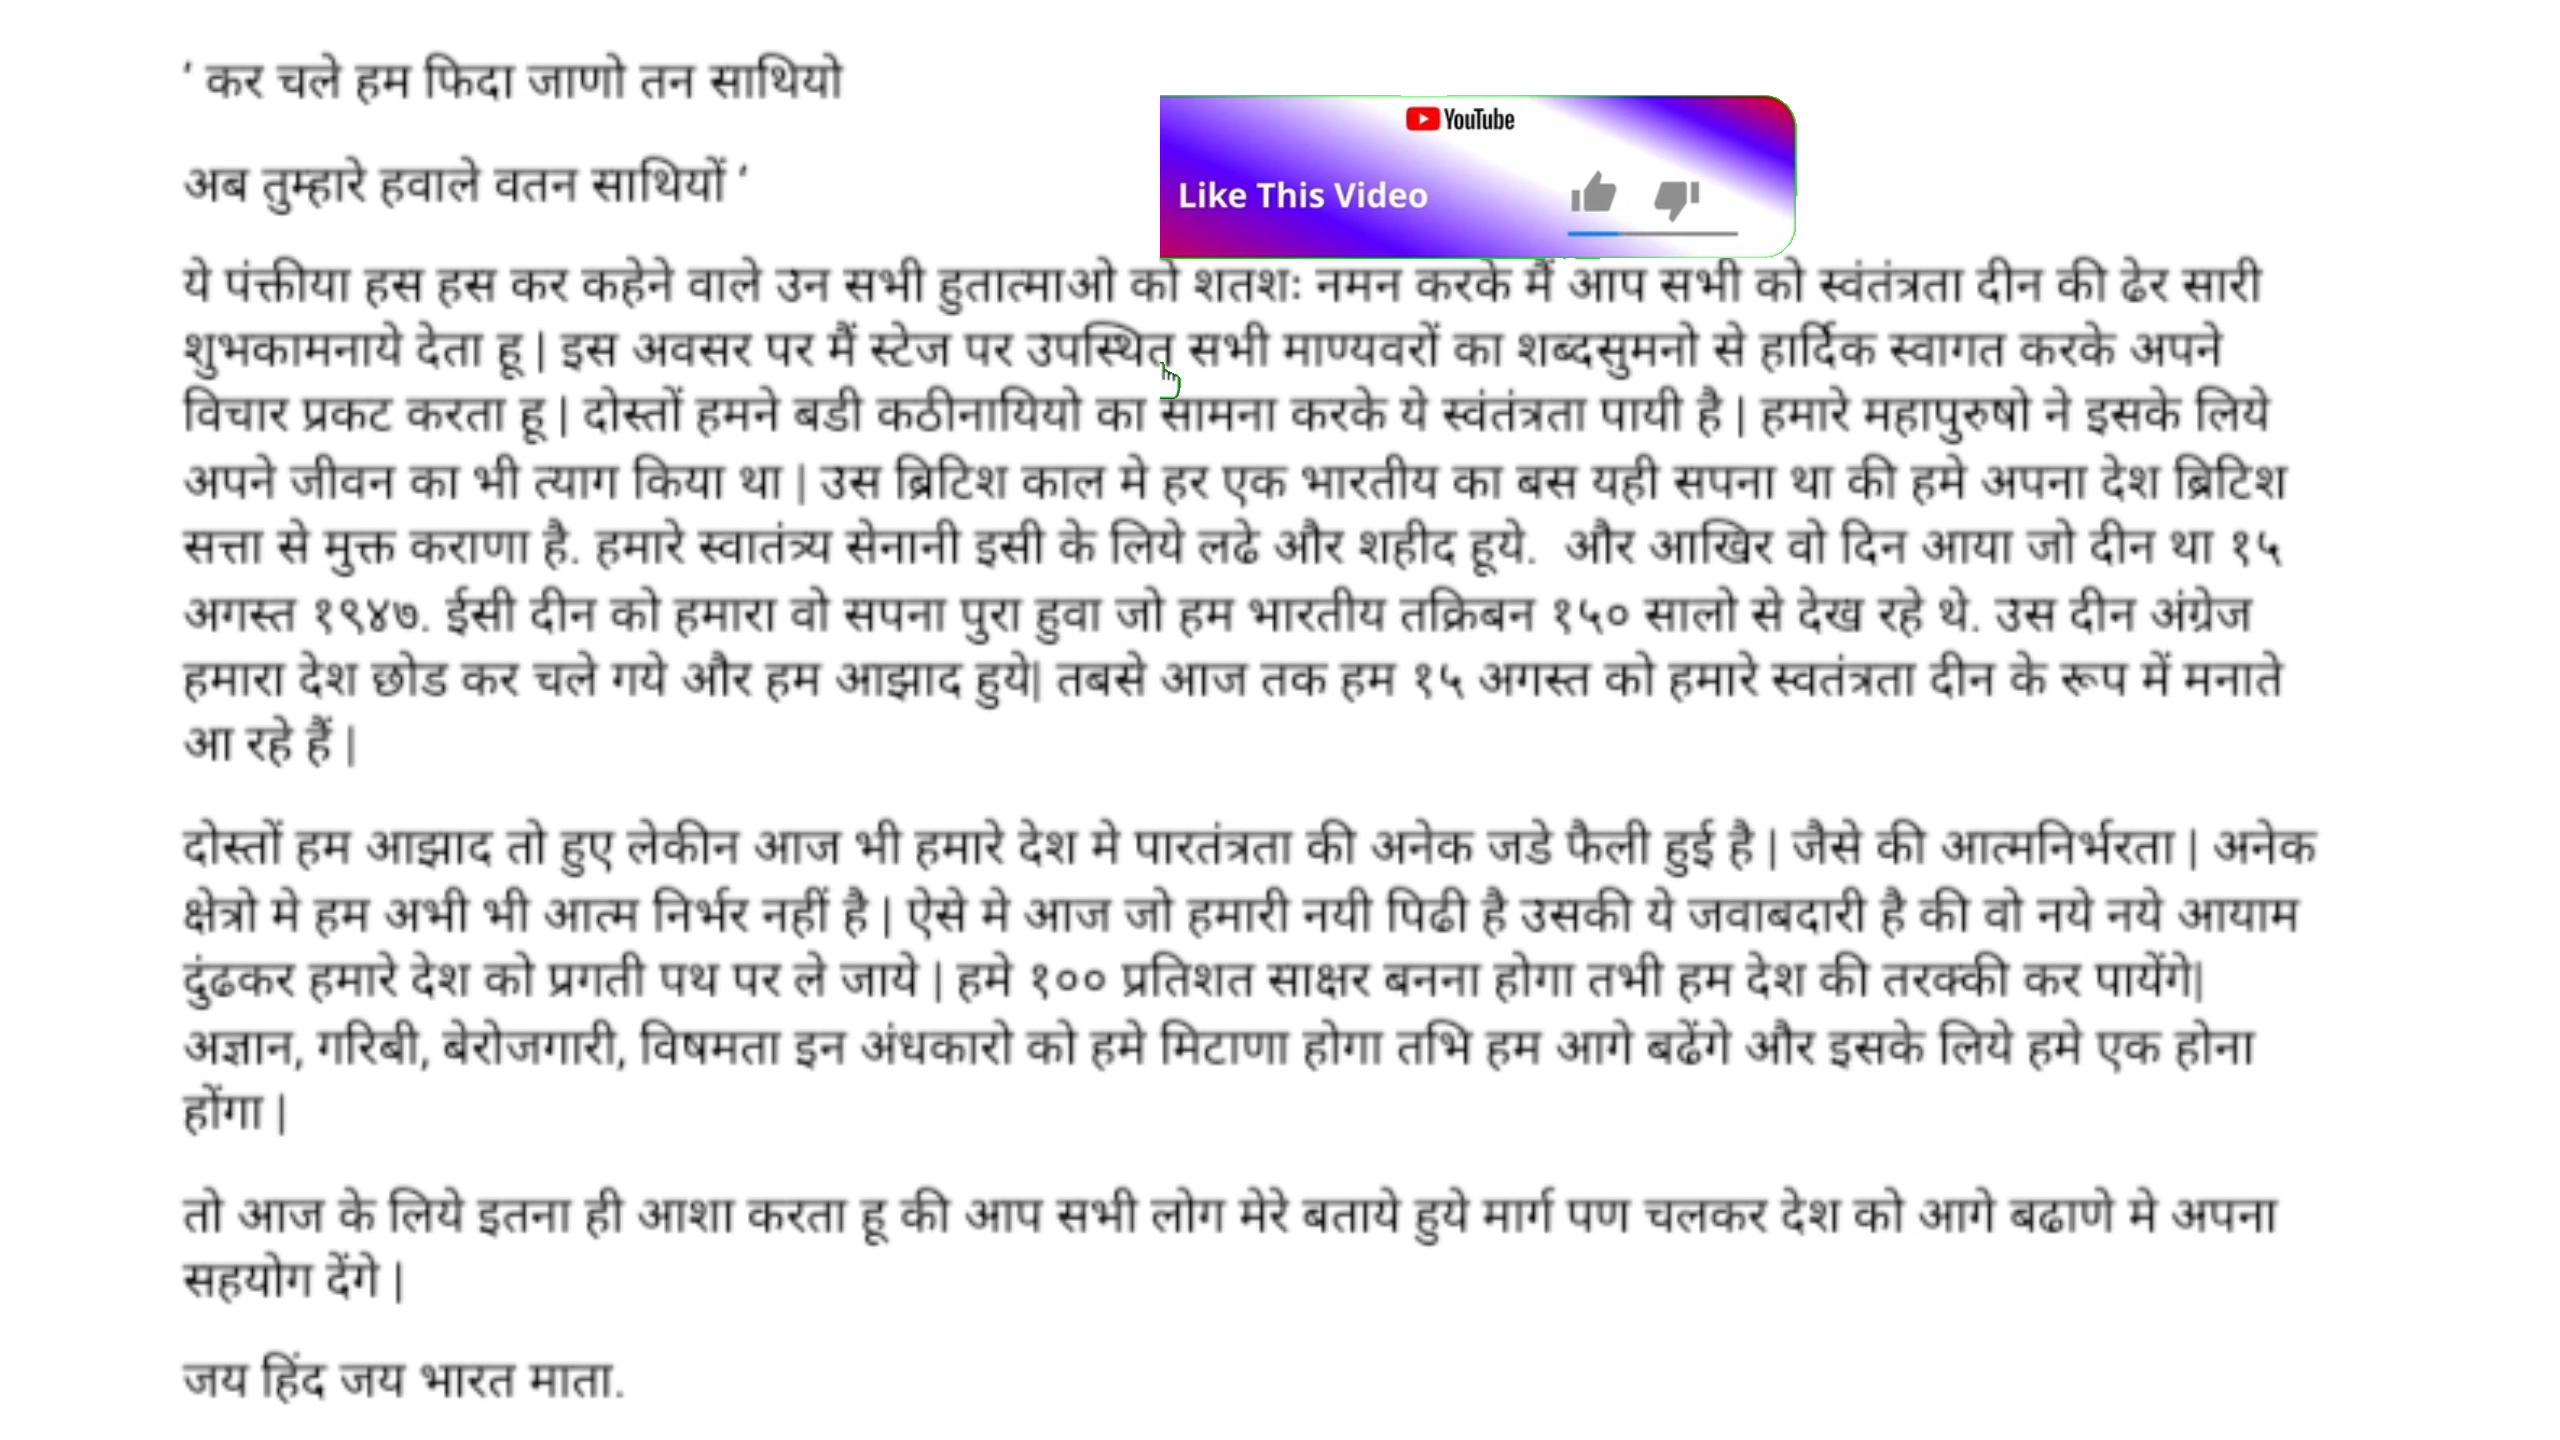 ‘ कर चले हम फिदा जाणो तन साथियो
YouTube
Like This Video
अब तुम्हारे हवाले वतन साथियों ’
ये पंक्तीया हस हस कर कहेने वाले उन सभी हुतात्माओ को शतशः नमन करके मैं आप सभी को स्वंतंत्रता दीन की ढेर सारी
शुभकामनाये देता हू | इस अवसर पर मैं स्टेज पर उपस्थित सभी माण्यवरों का शब्दसुमनो से हार्दिक स्वागत करके अपने
विचार प्रकट करता हू | दोस्तों हमने बडी कठीनायियो का सामना करके ये स्वंतंत्रता पायी है | हमारे महापुरुषो ने इसके लिये
अपने जीवन का भी त्याग किया था | उस ब्रिटिश काल मे हर एक भारतीय का बस यही सपना था की हमे अपना देश ब्रिटिश
सत्ता से मुक्त कराणा है. हमारे स्वातंत्र्य सेनानी इसी के लिये लढे और शहीद हूये. और आखिर वो दिन आया जो दीन था १५
अगस्त १९४७. ईसी दीन को हमारा वो सपना पुरा हुवा जो हम भारतीय तक्रिबन १५० सालो से देख रहे थे. उस दीन अंग्रेज
हमारा देश छोड कर चले गये और हम आझाद हुये| तबसे आज तक हम १५ अगस्त को हमारे स्वतंत्रता दीन के रूप में मनाते
आ रहे हैं |
दोस्तों हम आझाद तो हुए लेकीन आज भी हमारे देश मे पारतंत्रता की अनेक जडे फैली हुई है | जैसे की आत्मनिर्भरता | अनेक
क्षेत्रो मे हम अभी भी आत्म निर्भर नहीं है | ऐसे मे आज जो हमारी नयी पिढी है उसकी ये जवाबदारी है की वो नये नये आयाम
दुंढकर हमारे देश को प्रगती पथ पर ले जाये | हमे १०० प्रतिशत साक्षर बनना होगा तभी हम देश की तरक्की कर पायेंगे|
अज्ञान, गरिबी, बेरोजगारी, विषमता इन अंधकारो को हमे मिटाणा होगा तभि हम आगे बढेंगे और इसके लिये हमे एक होना
होंगा |
तो आज के लिये इतना ही आशा करता हू की आप सभी लोग मेरे बताये हुये मार्ग पण चलकर देश को आगे बढाणे मे अपना
सहयोग देंगे |
जय हिंद जय भारत माता.